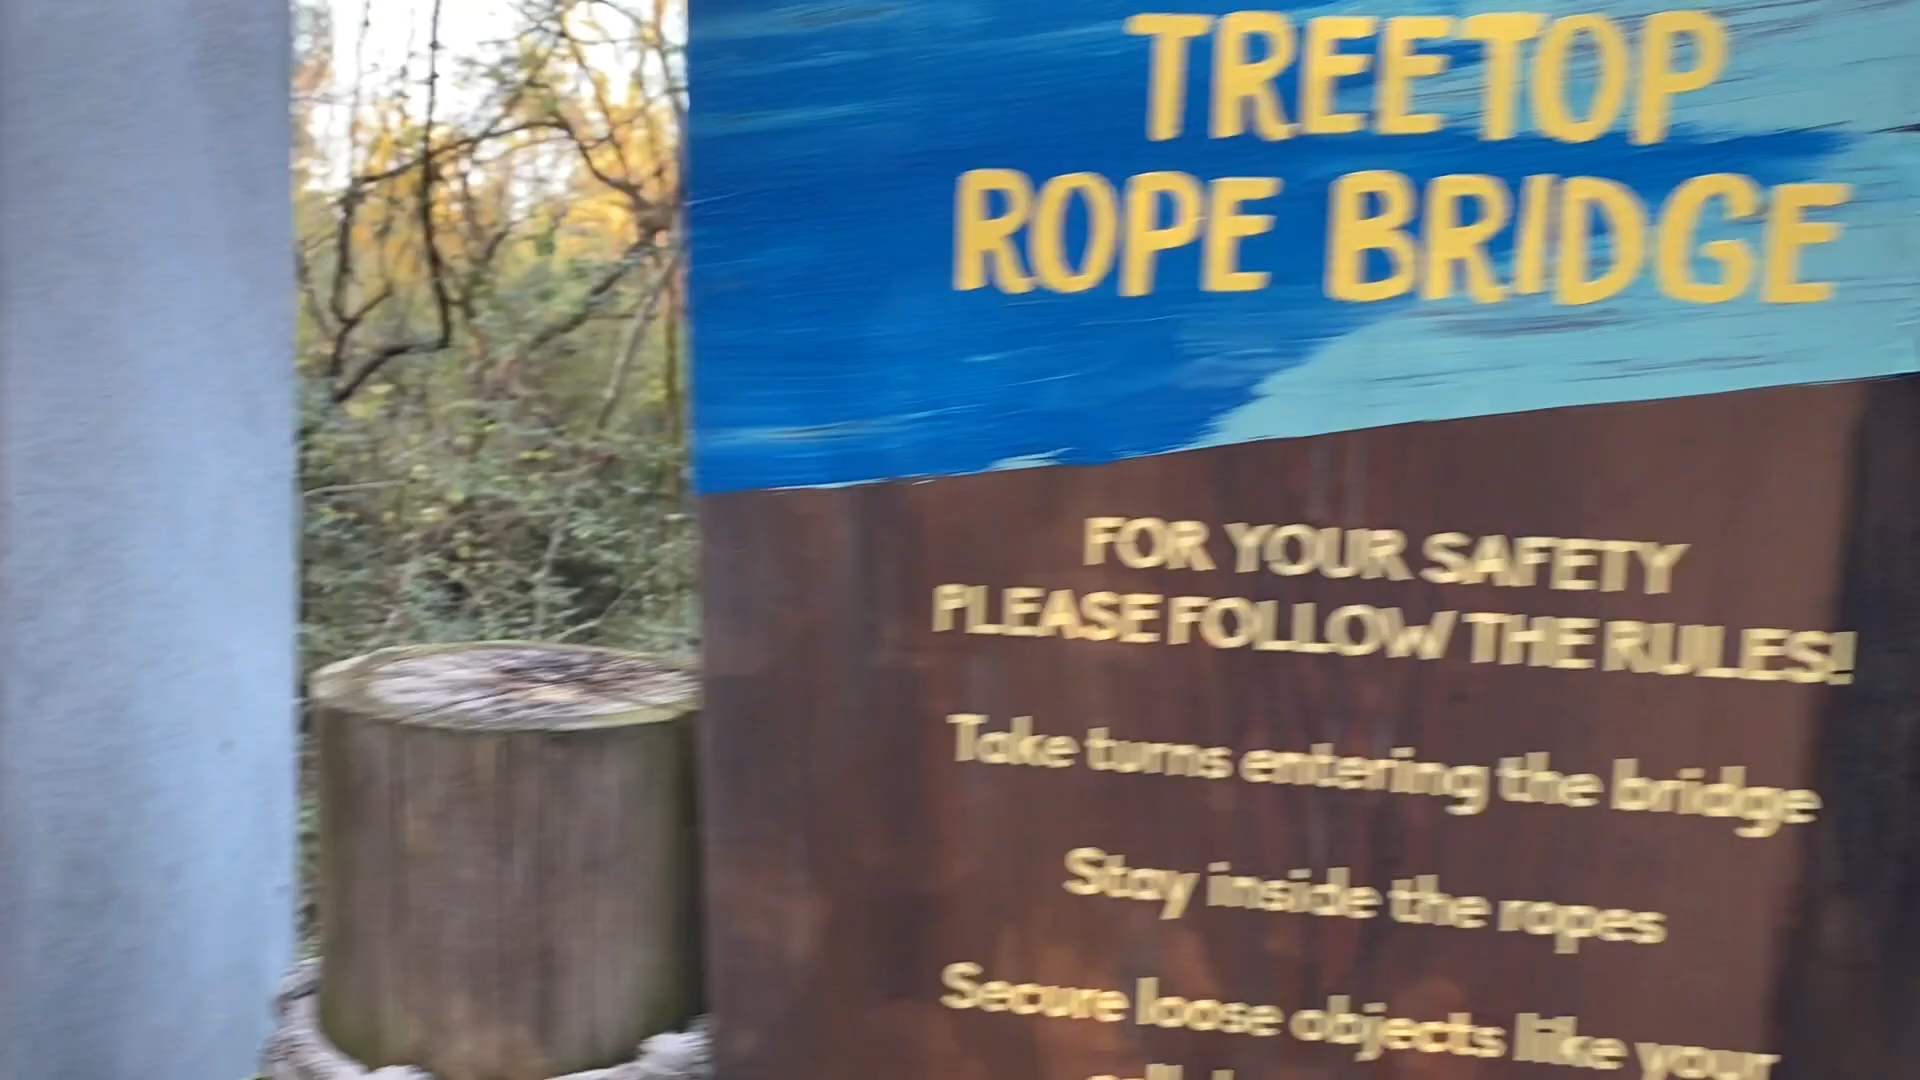 TREETOP
ROPE BRIDGE
FOR YOUR SAFETY
PLEASE FOLLOW THE RULES!
Take turns entering the bridge
Stay inside the ropes
Secure loose objects like your